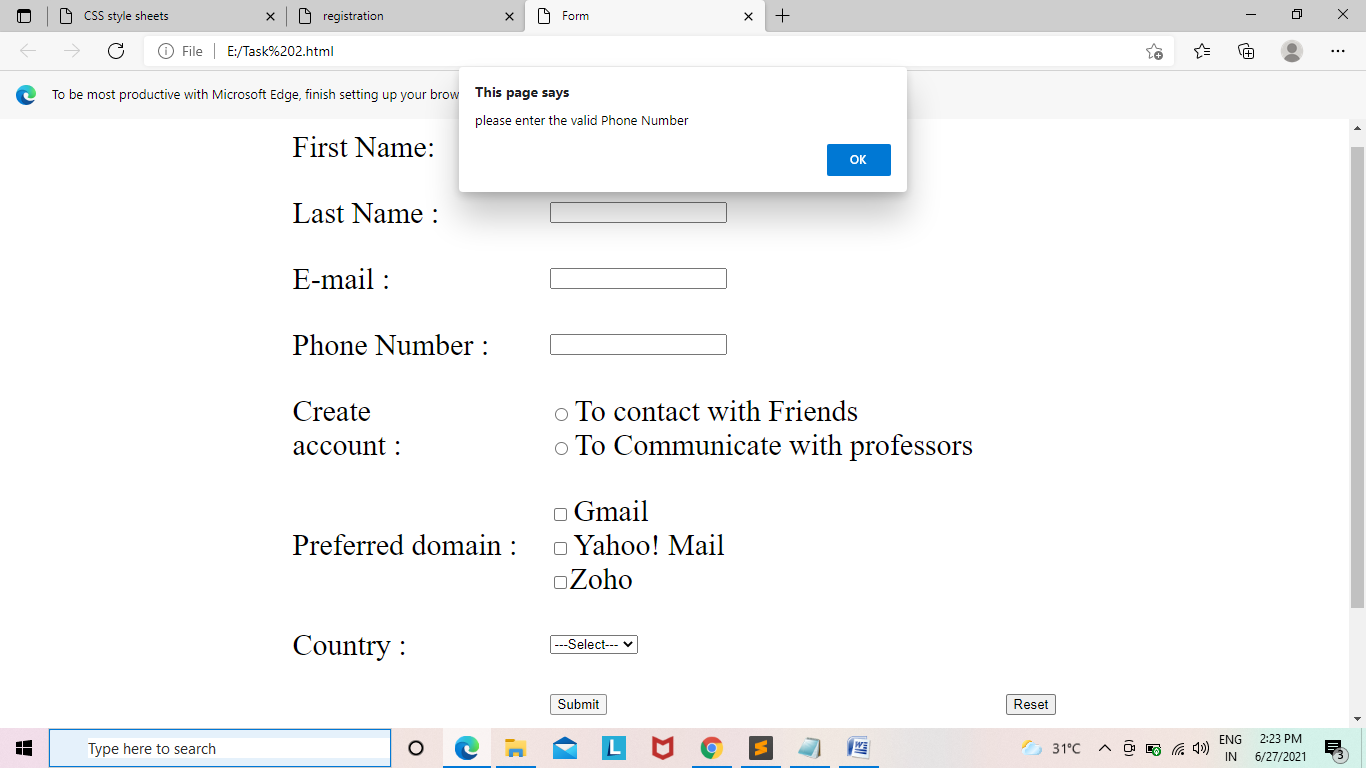 CSS style sheets
registration
Form
File
E:/Task%202.html
To be most productive with Microsoft Edge, finish setting up your brow
This page says
please enter the valid Phone Number
OK
First Name:
Last Name :
E-mail :
Phone Number :
Create
account :
To contact with Friends
To Communicate with professors
Preferred domain :
Gmail
Yahoo! Mail
Zoho
Country :
---Select---
Submit
Reset
Type here to search
L
W
31°C
ENG
IN
2:23 PM
6/27/2021
3